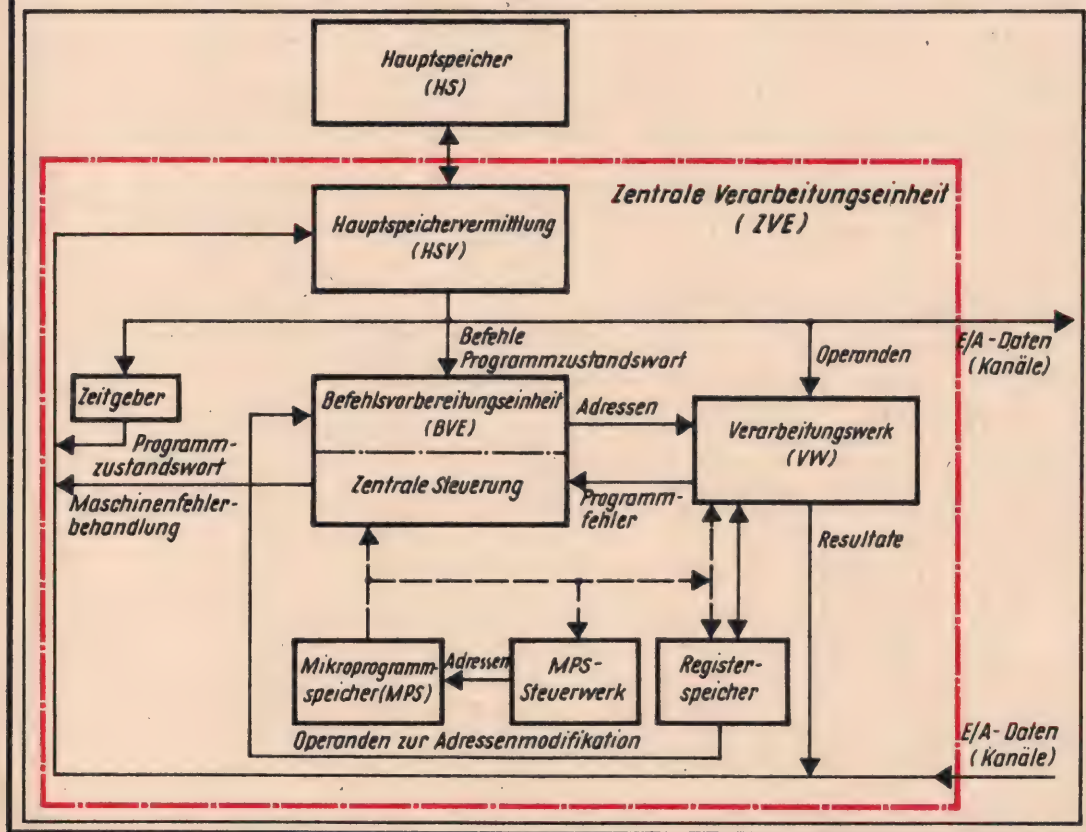 Hauptspeicher
(HS)
Zentrale Verarbeitungseinheit
( ZVE )
Hauptspeichervermittlung
(HSV)
Befehle
Programmzustandswort
Operanden
E/A-Daten
(Kanäle)
Zeitgeber
Befehlsvorbereitungseinheit
(BVE)
Adressen
Verarbeitungswerk
(VW)
Programm-
zustandswort
Zentrale Steuerung
Programm-
fehler
Maschinenfehler-
behandlung
Resultate
Mikroprogramm-
speicher(MPS)
Adressen
MPS-
Steuerwerk
Register-
speicher
Operanden zur Adressenmodifikation
E/A-Daten
(Kanäle)